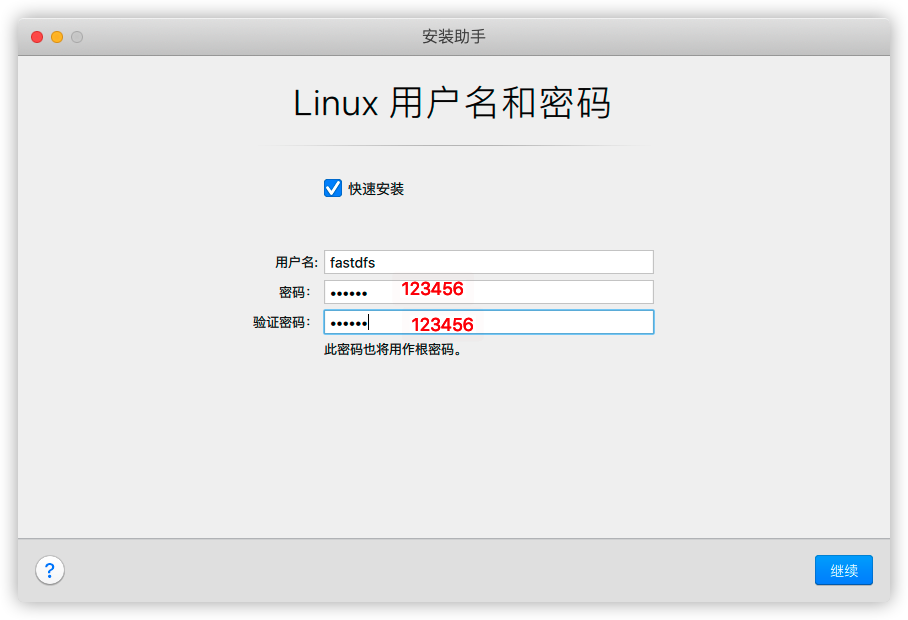 安装助手
Linux 用户名和密码
快速安装
用户名: fastdfs
密码: •••••• 123456
验证密码: •••••• 123456
此密码也将用作根密码。
? 继续